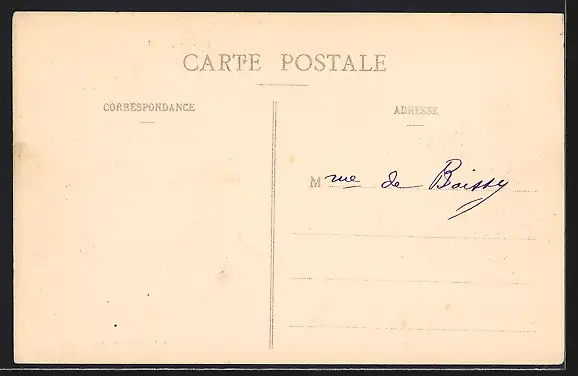 CARTE POSTALE
CORRESPONDANCE
ADRESSE
Mme de Boissy